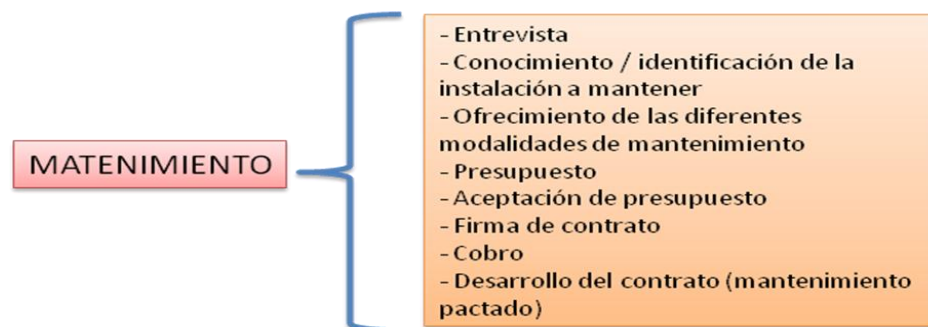 MATENIMIENTO
- Entrevista
- Conocimiento / identificación de la
instalación a mantener
- Ofrecimiento de las diferentes
modalidades de mantenimiento
- Presupuesto
- Aceptación de presupuesto
- Firma de contrato
- Cobro
- Desarrollo del contrato (mantenimiento
pactado)